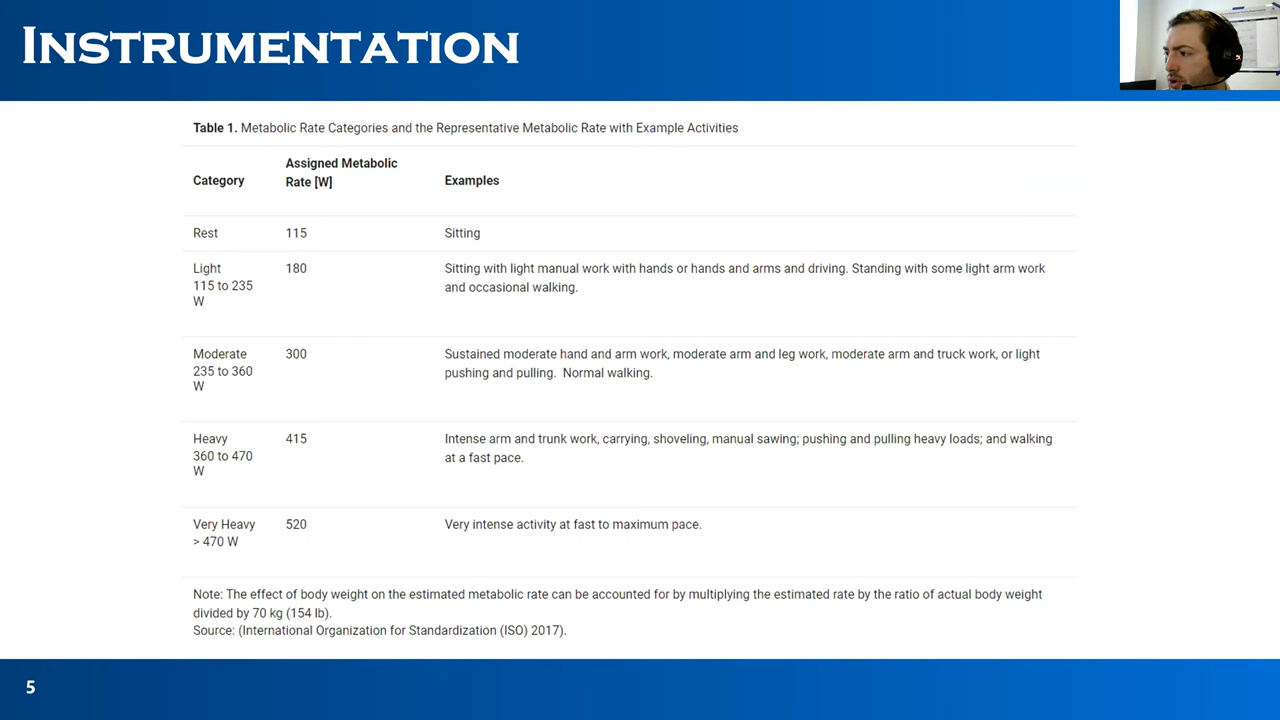 INSTRUMENTATION
Table 1. Metabolic Rate Categories and the Representative Metabolic Rate with Example Activities
Category
Assigned Metabolic
Rate [W]
Examples
Rest
115
Sitting
Light
115 to 235
W
180
Sitting with light manual work with hands or hands and arms and driving. Standing with some light arm work
and occasional walking.
Moderate
235 to 360
W
300
Sustained moderate hand and arm work, moderate arm and leg work, moderate arm and truck work, or light
pushing and pulling. Normal walking.
Heavy
360 to 470
W
415
Intense arm and trunk work, carrying, shoveling, manual sawing; pushing and pulling heavy loads; and walking
at a fast pace.
Very Heavy
> 470 W
520
Very intense activity at fast to maximum pace.
Note: The effect of body weight on the estimated metabolic rate can be accounted for by multiplying the estimated rate by the ratio of actual body weight
divided by 70 kg (154 lb).
Source: (International Organization for Standardization (ISO) 2017).
5